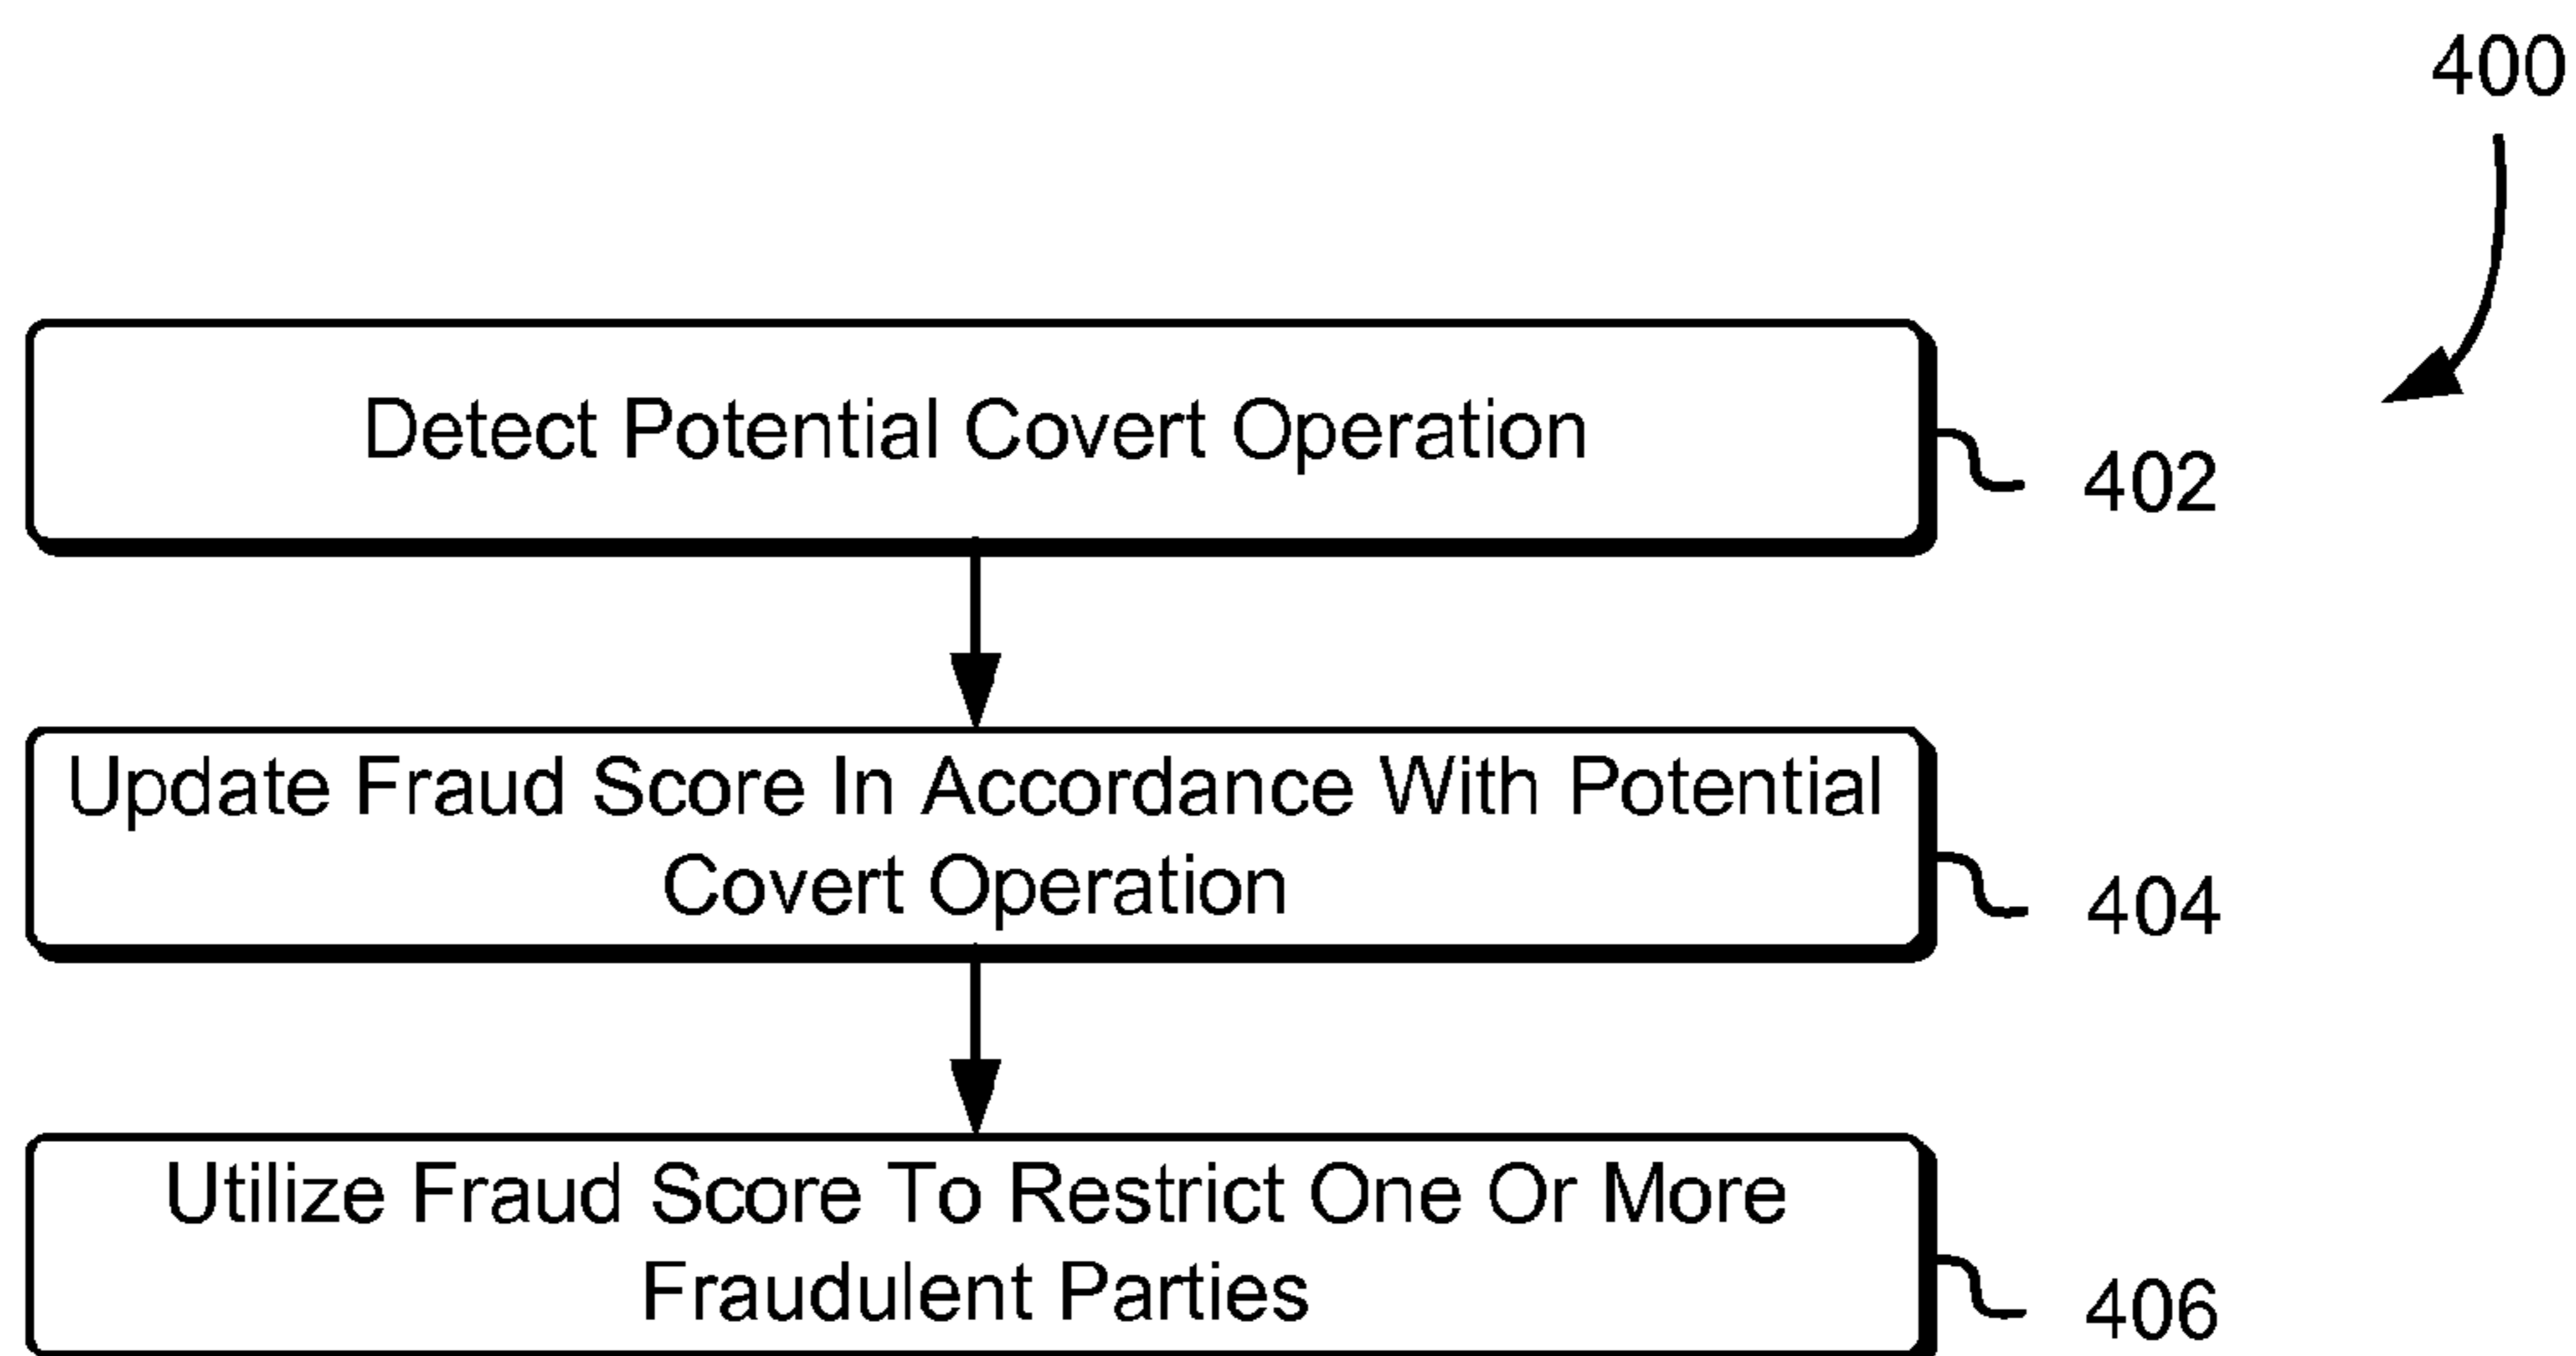 400
Detect Potential Covert Operation
402
Update Fraud Score In Accordance With Potential
Covert Operation
404
Utilize Fraud Score To Restrict One Or More
Fraudulent Parties
406